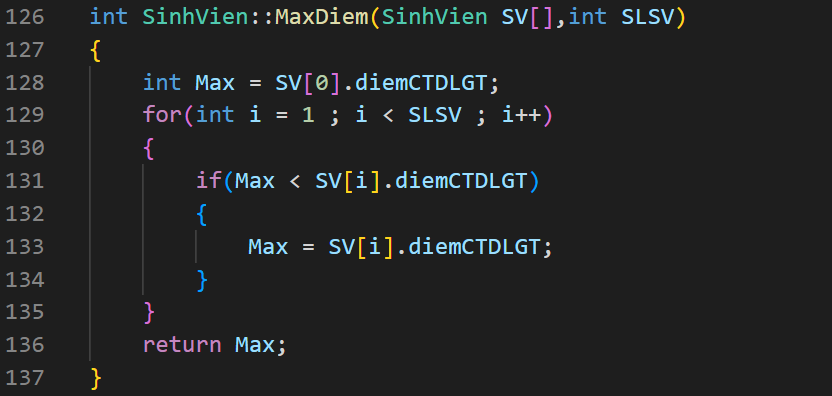 126 int SinhVien::MaxDiem(SinhVien SV[],int SLSV)
127 {
128     int Max = SV[0].diemCTDLGT;
129     for(int i = 1 ; i < SLSV ; i++)
130     {
131         if(Max < SV[i].diemCTDLGT)
132         {
133             Max = SV[i].diemCTDLGT;
134         }
135     }
136     return Max;
137 }